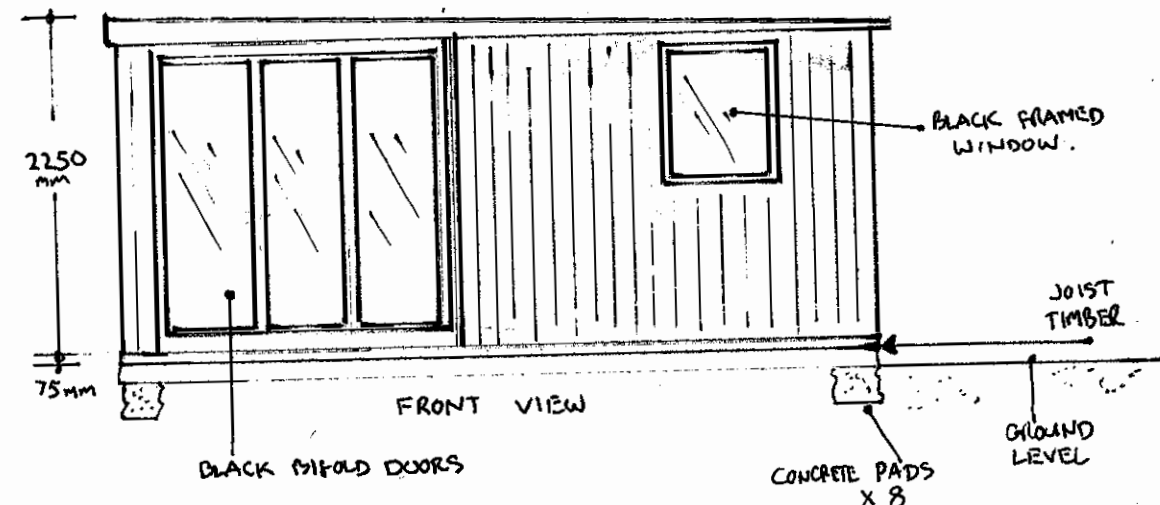 2250
mm
75mm
BLACK FRAMED
WINDOW.
JOIST
TIMBER
FRONT VIEW
BLACK BIFOLD DOORS
CONCRETE PADS
X 8
GROUND
LEVEL